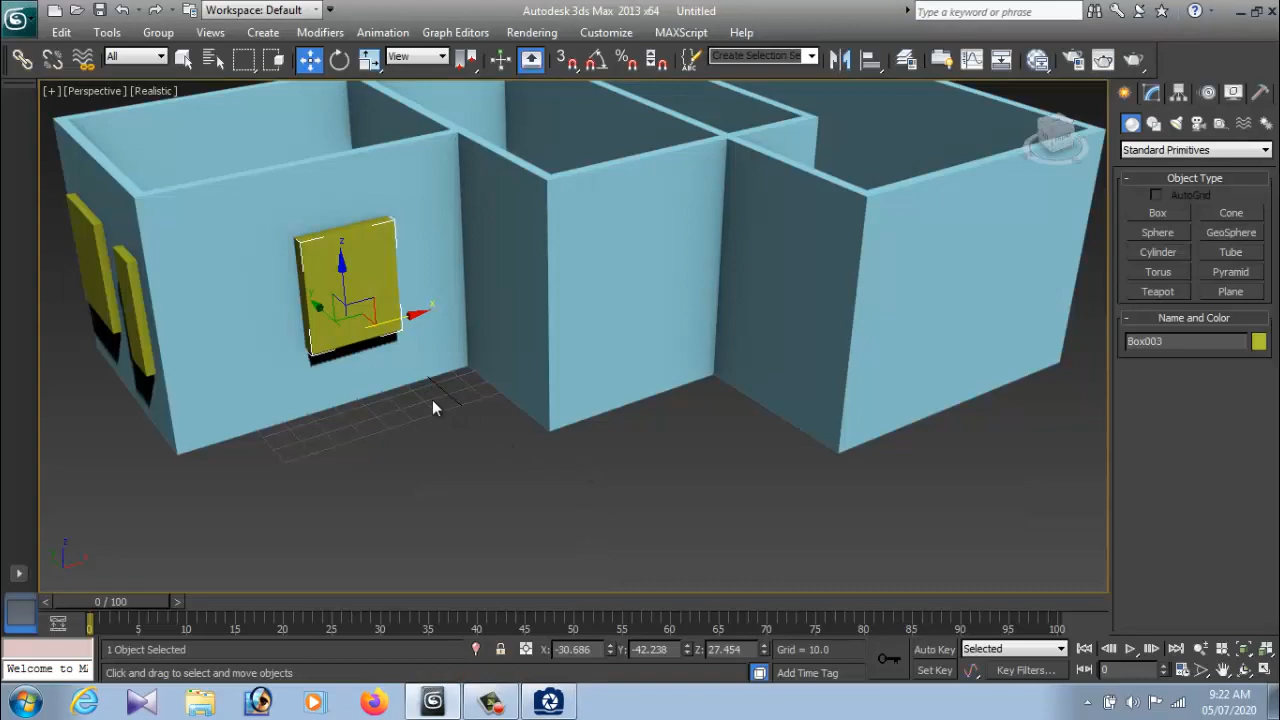 Workspace: Default
Autodesk 3ds Max 2013 x64 Untitled
Type a keyword or phrase
Edit Tools Group Views Create Modifiers Animation Graph Editors Rendering Customize MAXScript Help
All
View
3
Create Selection Se
[+] [Perspective] [Realistic]
Standard Primitives
- Object Type
AutoGrid
Box Cone
Sphere GeoSphere
Cylinder Tube
Torus Pyramid
Teapot Plane
- Name and Color
Box003
z
y
x
z
0 / 100
0 5 10 15 20 25 30 35 40 45 50 55 60 65 70 75 80 85 90 95 100
1 Object Selected
X: -30.686 Y: -42.238 Z: 27.454 Grid = 10.0
Auto Key Selected
Welcome to M
Click and drag to select and move objects
Add Time Tag
Set Key Key Filters...
0
9:22 AM
05/07/2020